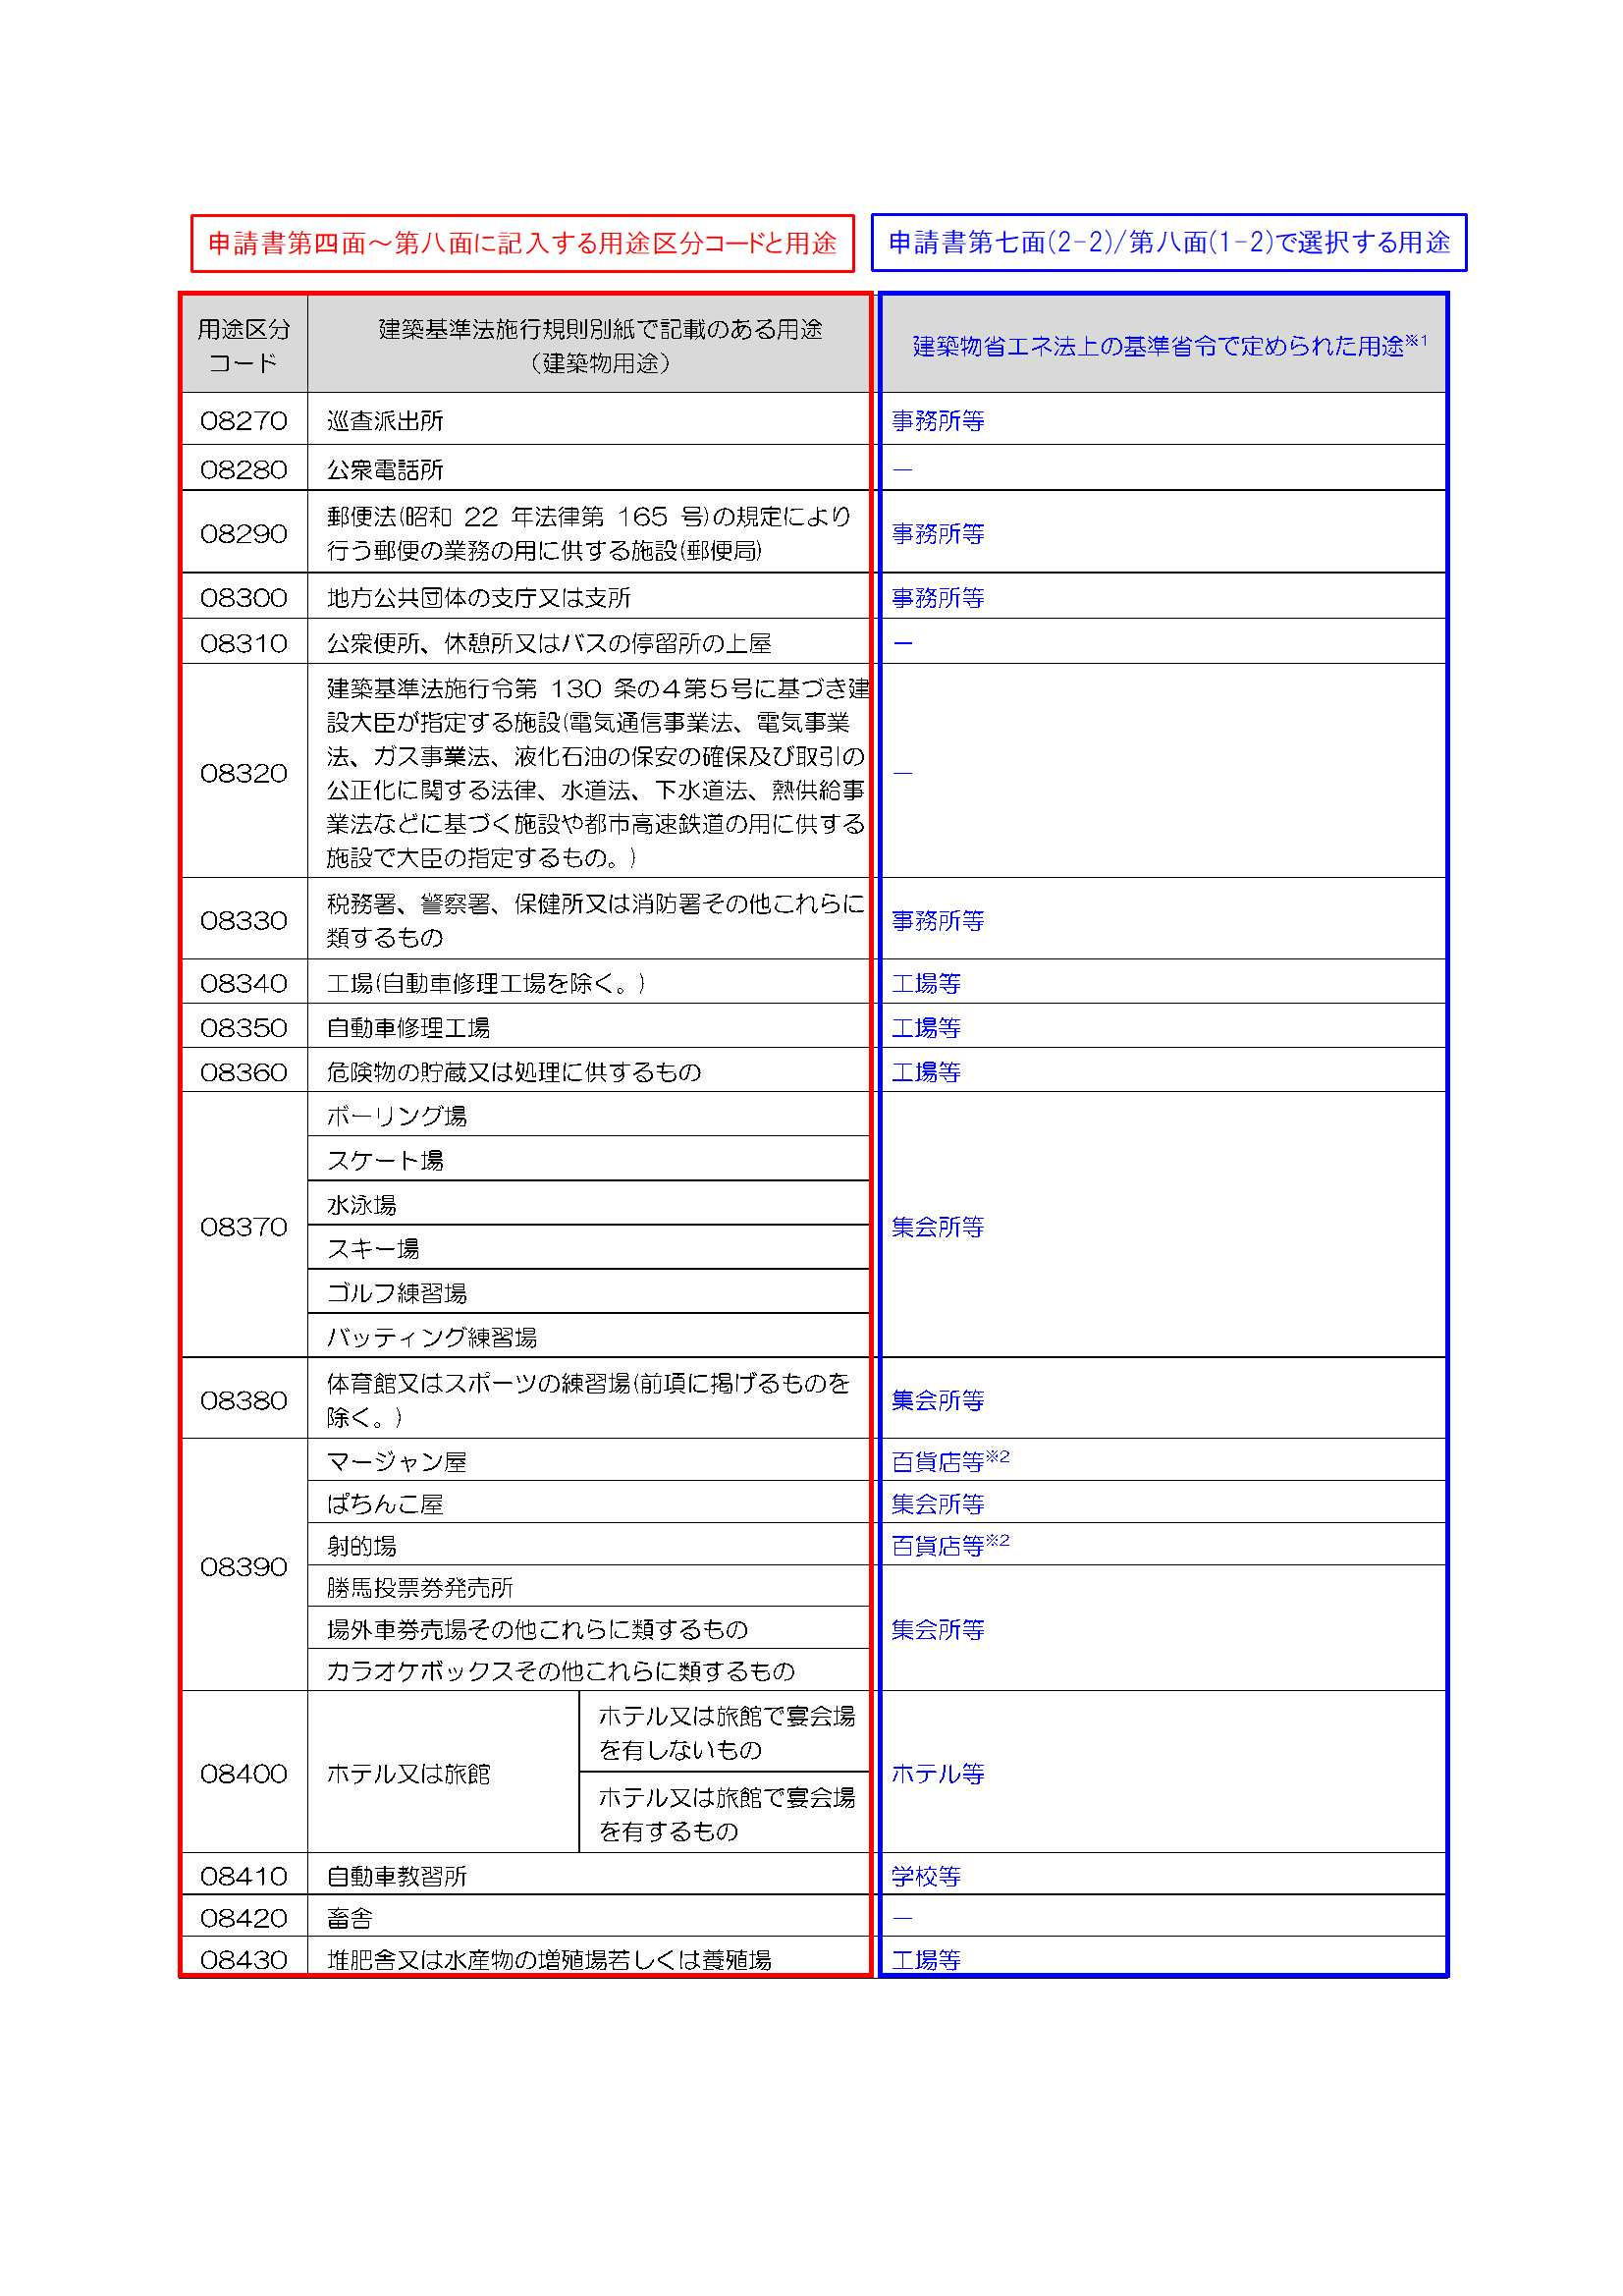 申請書第四面～第八面に記入する用途区分コードと用途
申請書第七面(2-2)/第八面(1-2)で選択する用途
用途区分
コード
建築基準法施行規則別紙で記載のある用途
（建築物用途）
建築物省エネ法上の基準省令で定められた用途※1
08270 巡査派出所 事務所等
08280 公衆電話所 －
08290
郵便法(昭和 22 年法律第 165 号)の規定により
行う郵便の業務の用に供する施設(郵便局)
事務所等
08300 地方公共団体の支庁又は支所 事務所等
08310 公衆便所、休憩所又はバスの停留所の上屋 －
08320
建築基準法施行令第 130 条の４第５号に基づき建
設大臣が指定する施設(電気通信事業法、電気事業
法、ガス事業法、液化石油の保安の確保及び取引の
公正化に関する法律、水道法、下水道法、熱供給事
業法などに基づく施設や都市高速鉄道の用に供する
施設で大臣の指定するもの。)
－
08330
税務署、警察署、保健所又は消防署その他これらに
類するもの
事務所等
08340 工場(自動車修理工場を除く。) 工場等
08350 自動車修理工場 工場等
08360 危険物の貯蔵又は処理に供するもの 工場等
08370
ボーリング場
スケート場
水泳場
スキー場
ゴルフ練習場
バッティング練習場
集会所等
08380
体育館又はスポーツの練習場(前項に掲げるものを
除く。)
集会所等
08390
マージャン屋 百貨店等※2
ぱちんこ屋 集会所等
射的場 百貨店等※2
勝馬投票券発売所
場外車券売場その他これらに類するもの
カラオケボックスその他これらに類するもの
集会所等
08400
ホテル又は旅館
ホテル又は旅館で宴会場
を有しないもの
ホテル又は旅館で宴会場
を有するもの
ホテル等
08410 自動車教習所 学校等
08420 畜舎 －
08430 堆肥舎又は水産物の増殖場若しくは養殖場 工場等